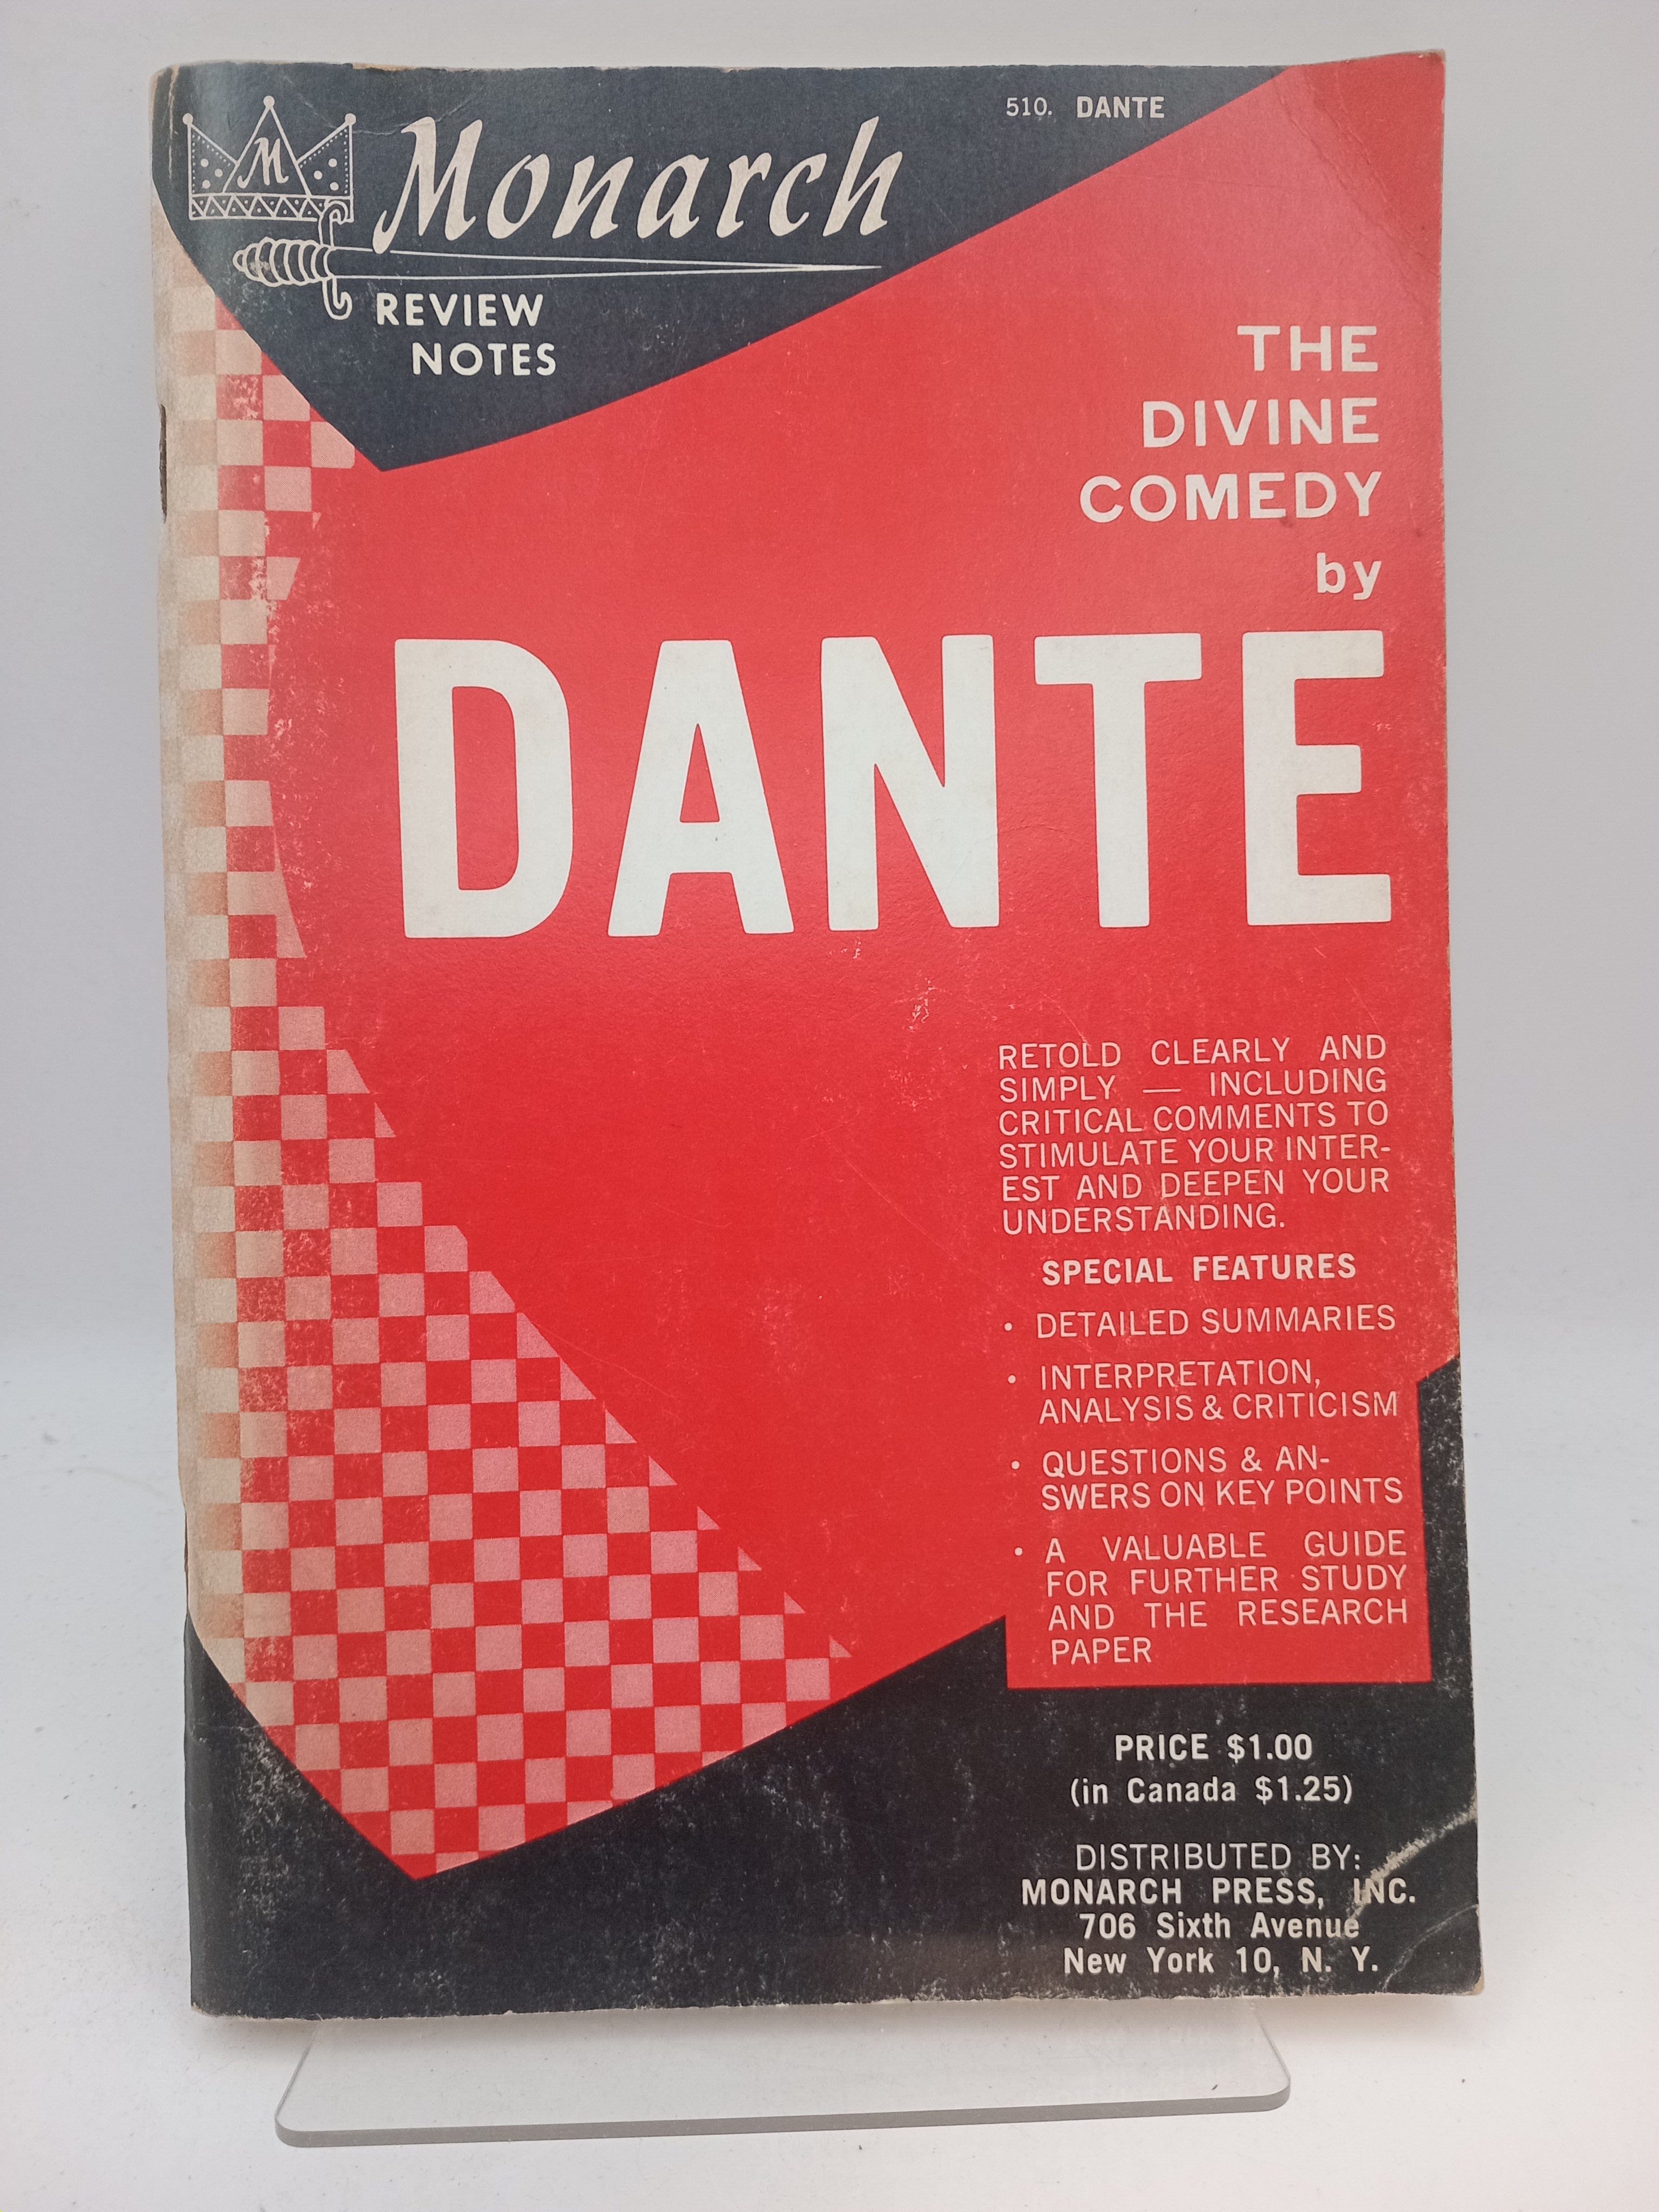 510. DANTE
M
Monarch
REVIEW
NOTES
THE
DIVINE
COMEDY
by
DANTE
RETOLD CLEARLY AND
SIMPLY — INCLUDING
CRITICAL COMMENTS TO
STIMULATE YOUR INTER-
EST AND DEEPEN YOUR
UNDERSTANDING.
SPECIAL FEATURES
• DETAILED SUMMARIES
• INTERPRETATION,
ANALYSIS & CRITICISM
• QUESTIONS & AN-
SWERS ON KEY POINTS
• A VALUABLE GUIDE
FOR FURTHER STUDY
AND THE RESEARCH
PAPER
PRICE $1.00
(in Canada $1.25)
DISTRIBUTED BY:
MONARCH PRESS, INC.
706 Sixth Avenue
New York 10, N. Y.